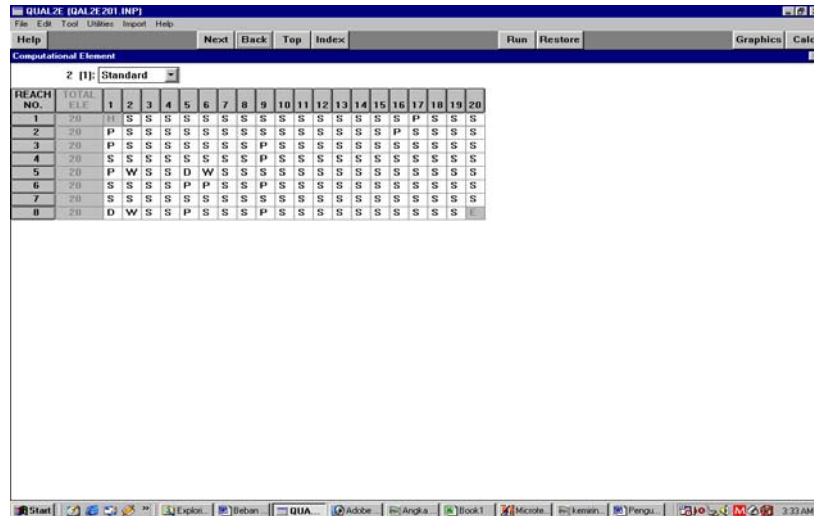 QUAL2E (QAL2E201.INP)
File Edit Tool Utilities Import Help
Help Next Back Top Index Run Restore Graphics Calc
Computational Element
2 [1]: Standard
REACH NO. TOTAL ELE 1 2 3 4 5 6 7 8 9 10 11 12 13 14 15 16 17 18 19 20
1 20 H S S S S S S S S S S S S S S S P S S S
2 20 P S S S S S S S S S S S S S S P S S S S
3 20 P S S S S S S S P S S S S S S S S S S S
4 20 S S S S S S S S P S S S S S S S S S S S
5 20 P W S S D W S S S S S S S S S S S S S S
6 20 S S S S P P S S P S S S S S S S S S S S
7 20 S S S S S S S S S S S S S S S S S S S S
8 20 D W S S P S S S P S S S S S S S S S S E
Start Explori... Beban ... QUA... Adobe ... Angka ... Book1 Microte... kemirin... Pengu... 3:33 AM